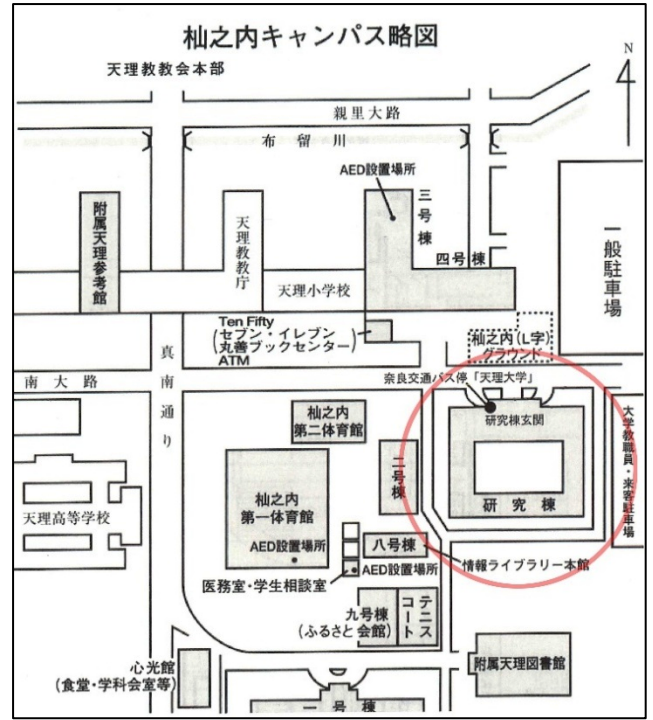 杣之内キャンパス略図
天理教教会本部
N
親里大路
布留川
AED設置場所
三号棟
附属天理参考館
天理教教庁
四号棟
一般駐車場
天理小学校
Ten Fifty
(セブン・イレブン
丸善ブックセンター)
ATM
杣之内(L字)
グラウンド
真南通り
南大路
奈良交通バス停「天理大学」
杣之内
第二体育館
研究棟玄関
大学教職員・来客駐車場
二号棟
杣之内
第一体育館
研究棟
天理高等学校
AED設置場所
八号棟
情報ライブラリー本館
医務室・学生相談室
AED設置場所
九号棟
(ふるさと会館)
テニス
コート
心光館
(食堂・学科会室等)
附属天理図書館
一号棟